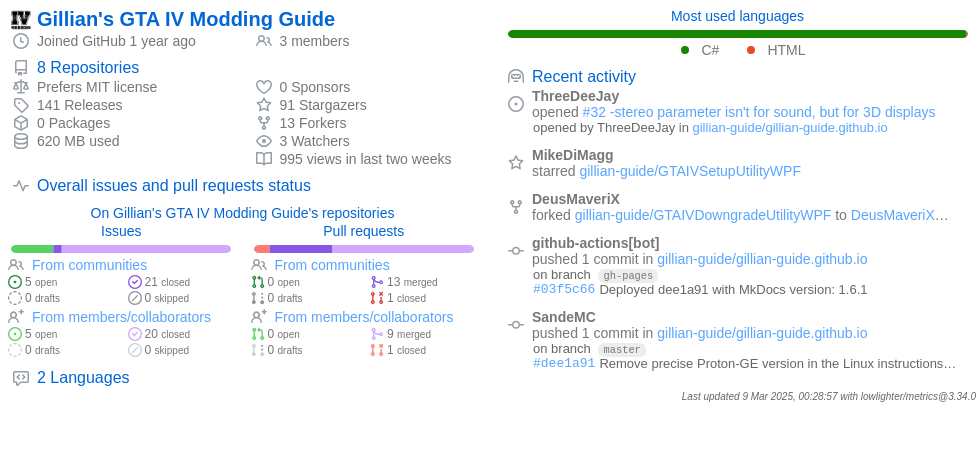 Gillian's GTA IV Modding Guide
Joined GitHub 1 year ago
3 members
8 Repositories
Prefers MIT license
0 Sponsors
141 Releases
91 Stargazers
0 Packages
13 Forkers
620 MB used
3 Watchers
995 views in last two weeks
Overall issues and pull requests status
On Gillian's GTA IV Modding Guide's repositories
Issues
From communities
5 open
21 closed
0 drafts
0 skipped
From members/collaborators
5 open
20 closed
0 drafts
0 skipped
Pull requests
From communities
0 open
13 merged
0 drafts
1 closed
From members/collaborators
0 open
9 merged
0 drafts
1 closed
2 Languages
Most used languages
C# HTML
Recent activity
ThreeDeeJay
opened #32 -stereo parameter isn't for sound, but for 3D displays
opened by ThreeDeeJay in gillian-guide/gillian-guide.github.io
MikeDiMagg
starred gillian-guide/GTAIVSetupUtilityWPF
DeusMaveriX
forked gillian-guide/GTAIVDowngradeUtilityWPF to DeusMaveriX…
github-actions[bot]
pushed 1 commit in gillian-guide/gillian-guide.github.io
on branch gh-pages
#03f5c66 Deployed dee1a91 with MkDocs version: 1.6.1
SandeMC
pushed 1 commit in gillian-guide/gillian-guide.github.io
on branch master
#dee1a91 Remove precise Proton-GE version in the Linux instructions…
Last updated 9 Mar 2025, 00:28:57 with lowlighter/metrics@3.34.0